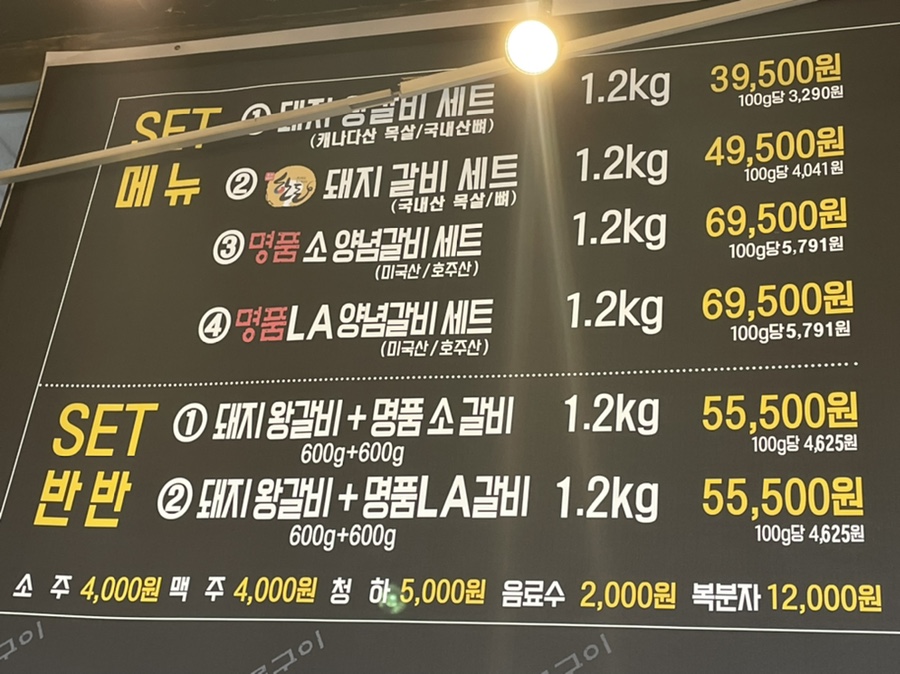 SET 메뉴
① 돼지 왕갈비 세트 1.2kg 39,500원
(캐나다산 목살/국내산뼈) 100g당 3,290원
② 한돈 돼지 갈비 세트 1.2kg 49,500원
(국내산 목살/뼈) 100g당 4,041원
③ 명품 소 양념갈비 세트 1.2kg 69,500원
(미국산/호주산) 100g당 5,791원
④ 명품 LA 양념갈비 세트 1.2kg 69,500원
(미국산/호주산) 100g당 5,791원
SET 반반
① 돼지 왕갈비 + 명품 소 갈비 1.2kg 55,500원
600g+600g 100g당 4,625원
② 돼지 왕갈비 + 명품LA갈비 1.2kg 55,500원
600g+600g 100g당 4,625원
소 주 4,000원 맥 주 4,000원 청 하 5,000원 음료수 2,000원 복분자 12,000원
구이